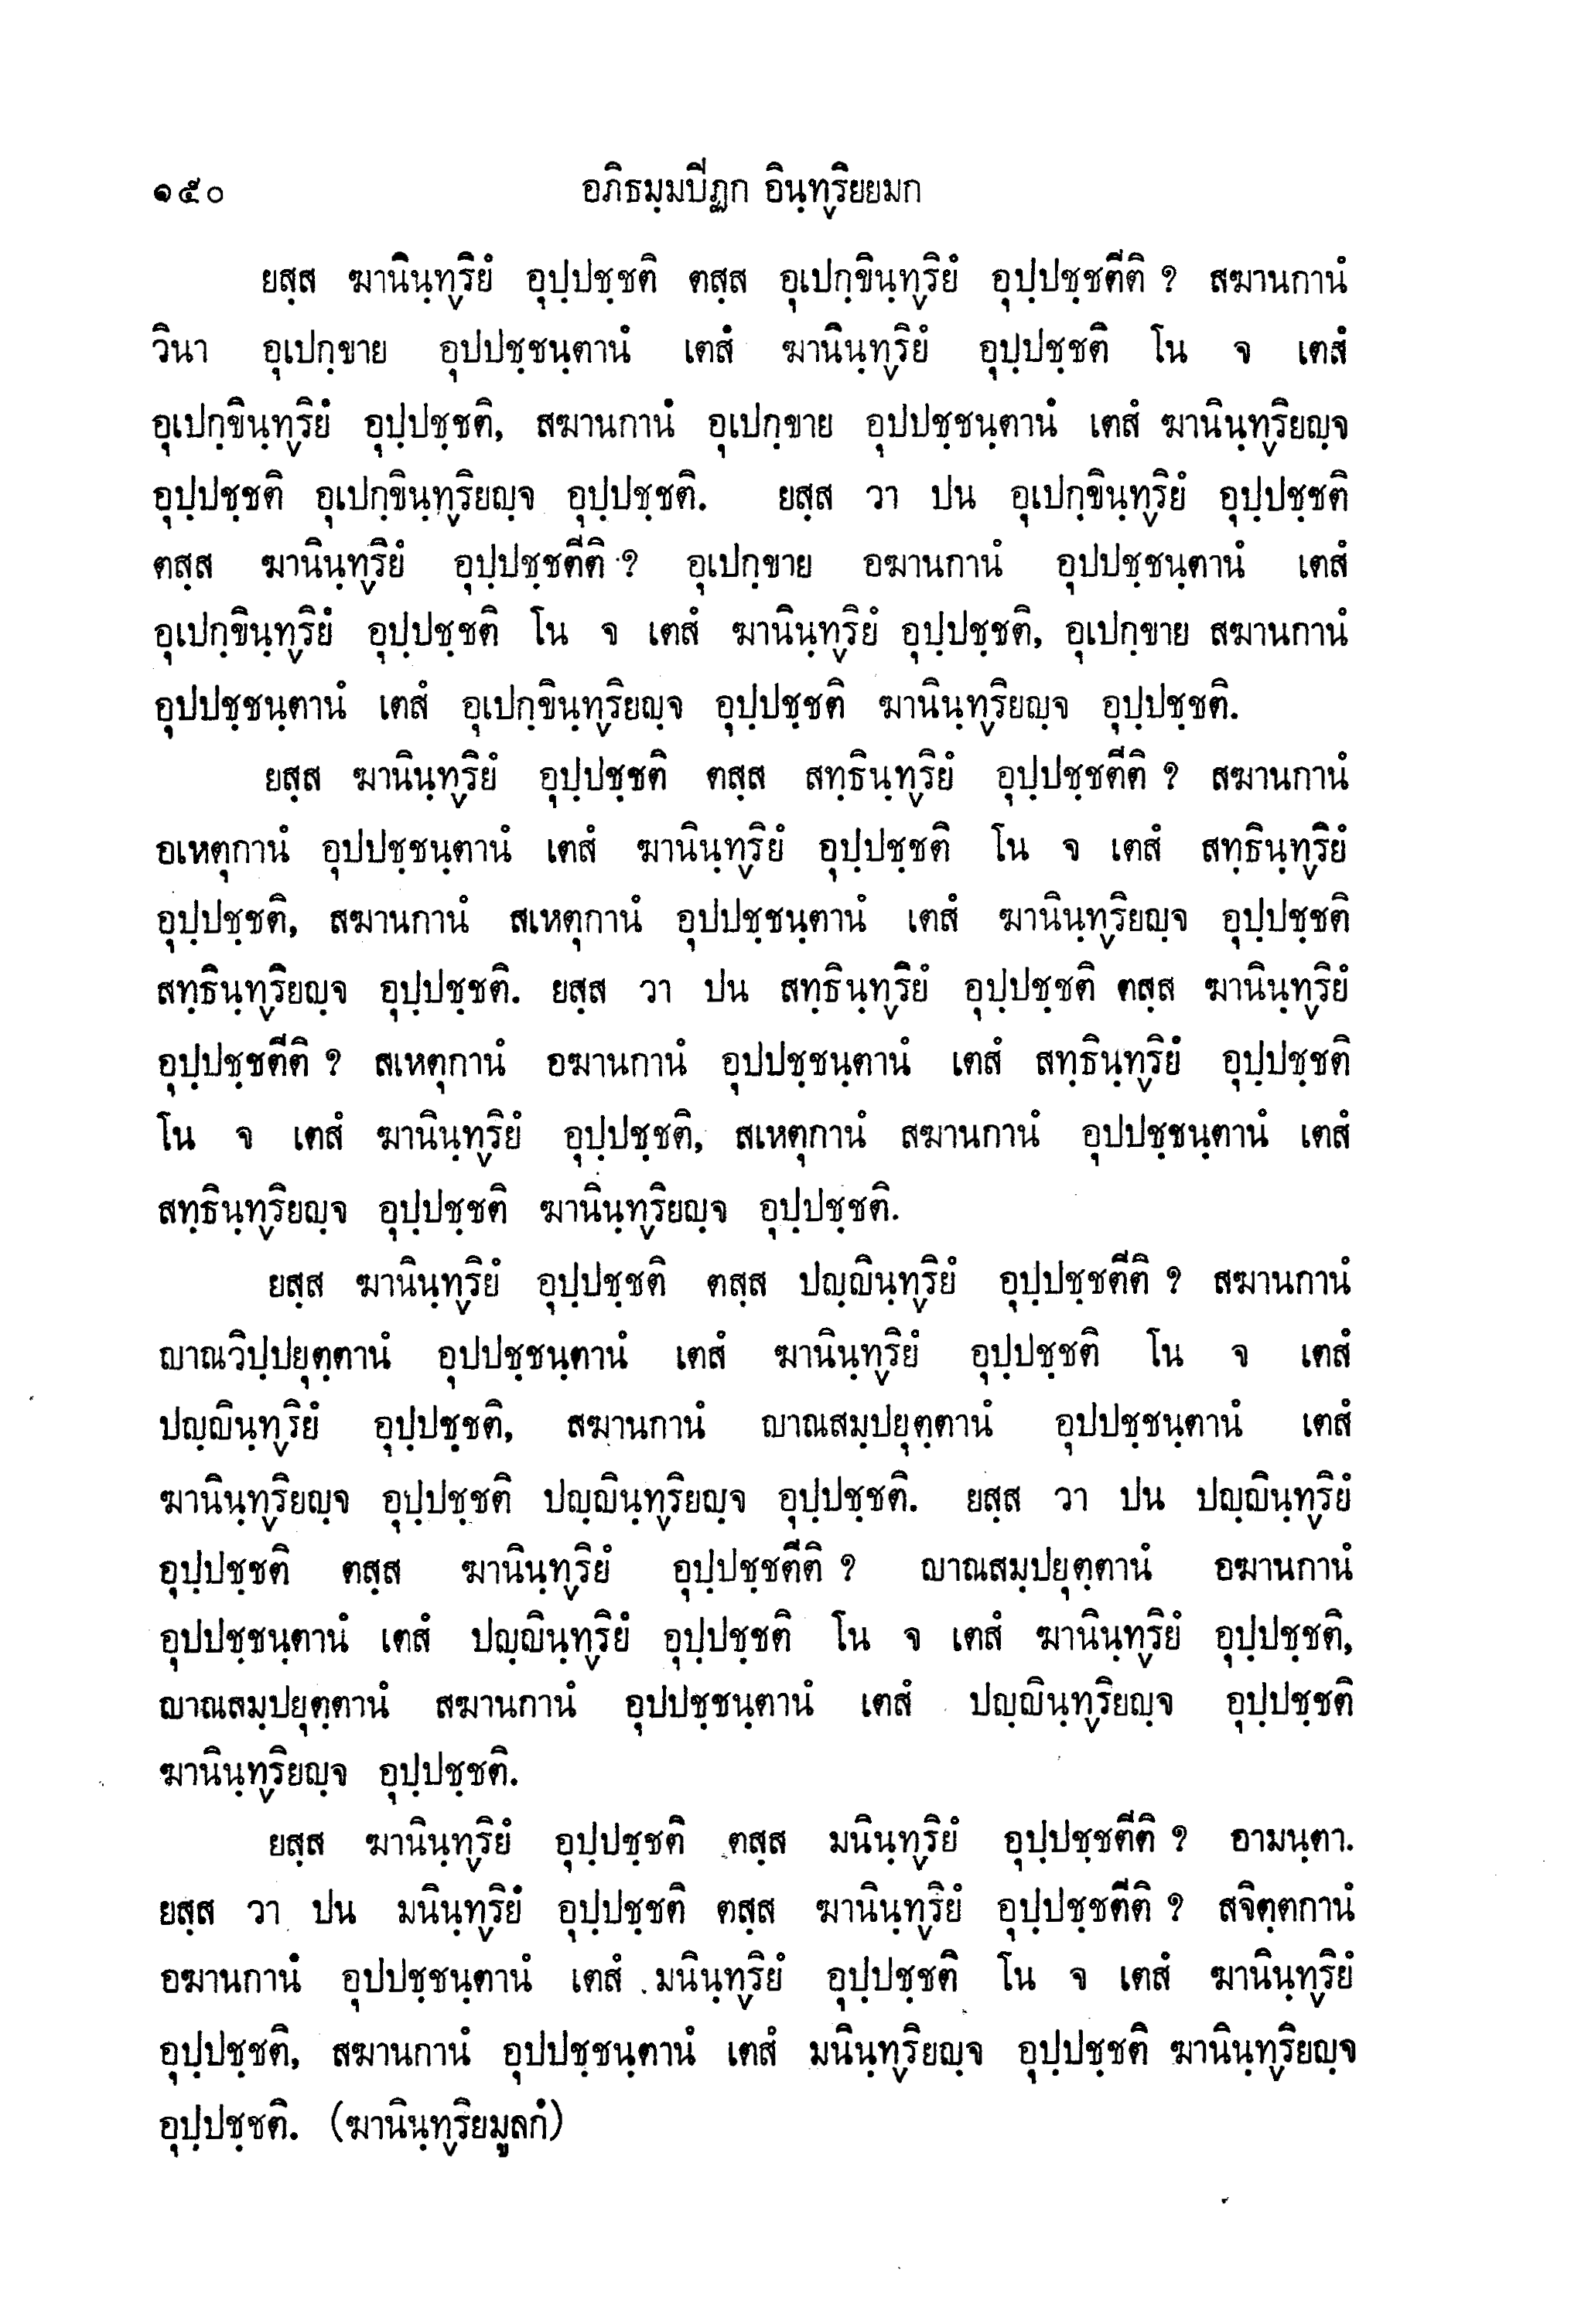 ๑๕๐ อภิธมฺมปีฏก อินฺทฺริยยมก
ยสฺส ฆานินฺทฺริยํ อุปฺปชฺชติ ตสฺส อุเปกฺขินฺทฺริยํ อุปฺปชฺชตีติ ? สฆานกานํ
วินา อุเปกฺขาย อุปปชฺชนฺตานํ เตสํ ฆานินฺทฺริยํ อุปฺปชฺชติ โน จ เตสํ
อุเปกฺขินฺทฺริยํ อุปฺปชฺชติ, สฆานกานํ อุเปกฺขาย อุปปชฺชนฺตานํ เตสํ ฆานินฺทฺริยญฺจ
อุปฺปชฺชติ อุเปกฺขินฺทฺริยญฺจ อุปฺปชฺชติ. ยสฺส วา ปน อุเปกฺขินฺทฺริยํ อุปฺปชฺชติ
ตสฺส ฆานินฺทฺริยํ อุปฺปชฺชตีติ ? อุเปกฺขาย อฆานกานํ อุปปชฺชนฺตานํ เตสํ
อุเปกฺขินฺทฺริยํ อุปฺปชฺชติ โน จ เตสํ ฆานินฺทฺริยํ อุปฺปชฺชติ, อุเปกฺขาย สฆานกานํ
อุปปชฺชนฺตานํ เตสํ อุเปกฺขินฺทฺริยญฺจ อุปฺปชฺชติ ฆานินฺทฺริยญฺจ อุปฺปชฺชติ.
ยสฺส ฆานินฺทฺริยํ อุปฺปชฺชติ ตสฺส สทฺธินฺทฺริยํ อุปฺปชฺชตีติ ? สฆานกานํ
อเหตุกานํ อุปปชฺชนฺตานํ เตสํ ฆานินฺทฺริยํ อุปฺปชฺชติ โน จ เตสํ สทฺธินฺทฺริยํ
อุปฺปชฺชติ, สฆานกานํ สเหตุกานํ อุปปชฺชนฺตานํ เตสํ ฆานินฺทฺริยญฺจ อุปฺปชฺชติ
สทฺธินฺทฺริยญฺจ อุปฺปชฺชติ. ยสฺส วา ปน สทฺธินฺทฺริยํ อุปฺปชฺชติ ตสฺส ฆานินฺทฺริยํ
อุปฺปชฺชตีติ ? สเหตุกานํ อฆานกานํ อุปปชฺชนฺตานํ เตสํ สทฺธินฺทฺริยํ อุปฺปชฺชติ
โน จ เตสํ ฆานินฺทฺริยํ อุปฺปชฺชติ, สเหตุกานํ สฆานกานํ อุปปชฺชนฺตานํ เตสํ
สทฺธินฺทฺริยญฺจ อุปฺปชฺชติ ฆานินฺทฺริยญฺจ อุปฺปชฺชติ.
ยสฺส ฆานินฺทฺริยํ อุปฺปชฺชติ ตสฺส ปญฺญินฺทฺริยํ อุปฺปชฺชตีติ ? สฆานกานํ
ญาณวิปฺปยุตฺตานํ อุปปชฺชนฺตานํ เตสํ ฆานินฺทฺริยํ อุปฺปชฺชติ โน จ เตสํ
ปญฺญินฺทฺริยํ อุปฺปชฺชติ, สฆานกานํ ญาณสมฺปยุตฺตานํ อุปปชฺชนฺตานํ เตสํ
ฆานินฺทฺริยญฺจ อุปฺปชฺชติ ปญฺญินฺทฺริยญฺจ อุปฺปชฺชติ. ยสฺส วา ปน ปญฺญินฺทฺริยํ
อุปฺปชฺชติ ตสฺส ฆานินฺทฺริยํ อุปฺปชฺชตีติ ? ญาณสมฺปยุตฺตานํ อฆานกานํ
อุปปชฺชนฺตานํ เตสํ ปญฺญินฺทฺริยํ อุปฺปชฺชติ โน จ เตสํ ฆานินฺทฺริยํ อุปฺปชฺชติ,
ญาณสมฺปยุตฺตานํ สฆานกานํ อุปปชฺชนฺตานํ เตสํ ปญฺญินฺทฺริยญฺจ อุปฺปชฺชติ
ฆานินฺทฺริยญฺจ อุปฺปชฺชติ.
ยสฺส ฆานินฺทฺริยํ อุปฺปชฺชติ ตสฺส มนินฺทฺริยํ อุปฺปชฺชตีติ ? อามนฺตา.
ยสฺส วา ปน มนินฺทฺริยํ อุปฺปชฺชติ ตสฺส ฆานินฺทฺริยํ อุปฺปชฺชตีติ ? สจิตฺตกานํ
อฆานกานํ อุปปชฺชนฺตานํ เตสํ มนินฺทฺริยํ อุปฺปชฺชติ โน จ เตสํ ฆานินฺทฺริยํ
อุปฺปชฺชติ, สฆานกานํ อุปปชฺชนฺตานํ เตสํ มนินฺทฺริยญฺจ อุปฺปชฺชติ ฆานินฺทฺริยญฺจ
อุปฺปชฺชติ. (ฆานินฺทฺริยมูลกํ)